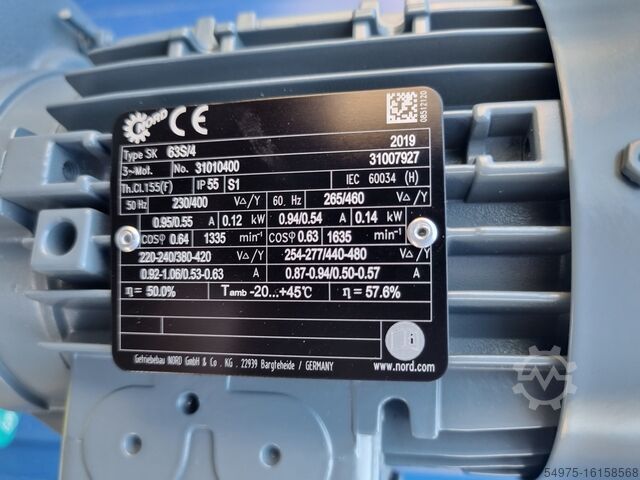 NORD CE
08512120
Type SK 63S/4 2019
3~Mot. No. 31010400 31007927
Th.Cl.155(F) IP 55 S1 IEC 60034 (H)
50 Hz 230/400 V△/Y 60 Hz 265/460 V△/Y
0.95/0.55 A 0.12 kW 0.94/0.54 A 0.14 kW
COSφ 0.64 1335 min⁻¹ COSφ 0.63 1635 min⁻¹
220-240/380-420 V△/Y 254-277/440-480 V△/Y
0.92-1.06/0.53-0.63 A 0.87-0.94/0.50-0.57 A
η = 50.0% Tamb -20...+45°C η = 57.6%
Getriebebau NORD GmbH & Co. KG. 22939 Bargteheide / GERMANY www.nord.com
54975-16158568